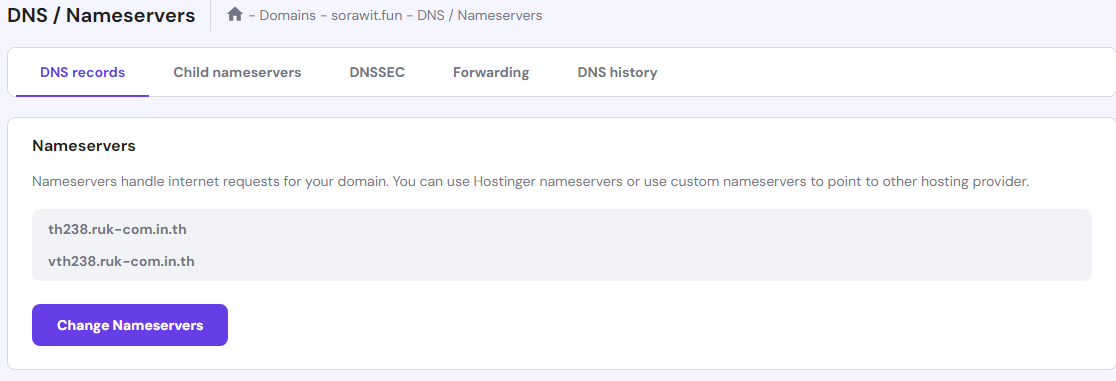 DNS / Nameservers
- Domains - sorawit.fun - DNS / Nameservers
DNS records Child nameservers DNSSEC Forwarding DNS history
Nameservers
Nameservers handle internet requests for your domain. You can use Hostinger nameservers or use custom nameservers to point to other hosting provider.
th238.ruk-com.in.th
vth238.ruk-com.in.th
Change Nameservers